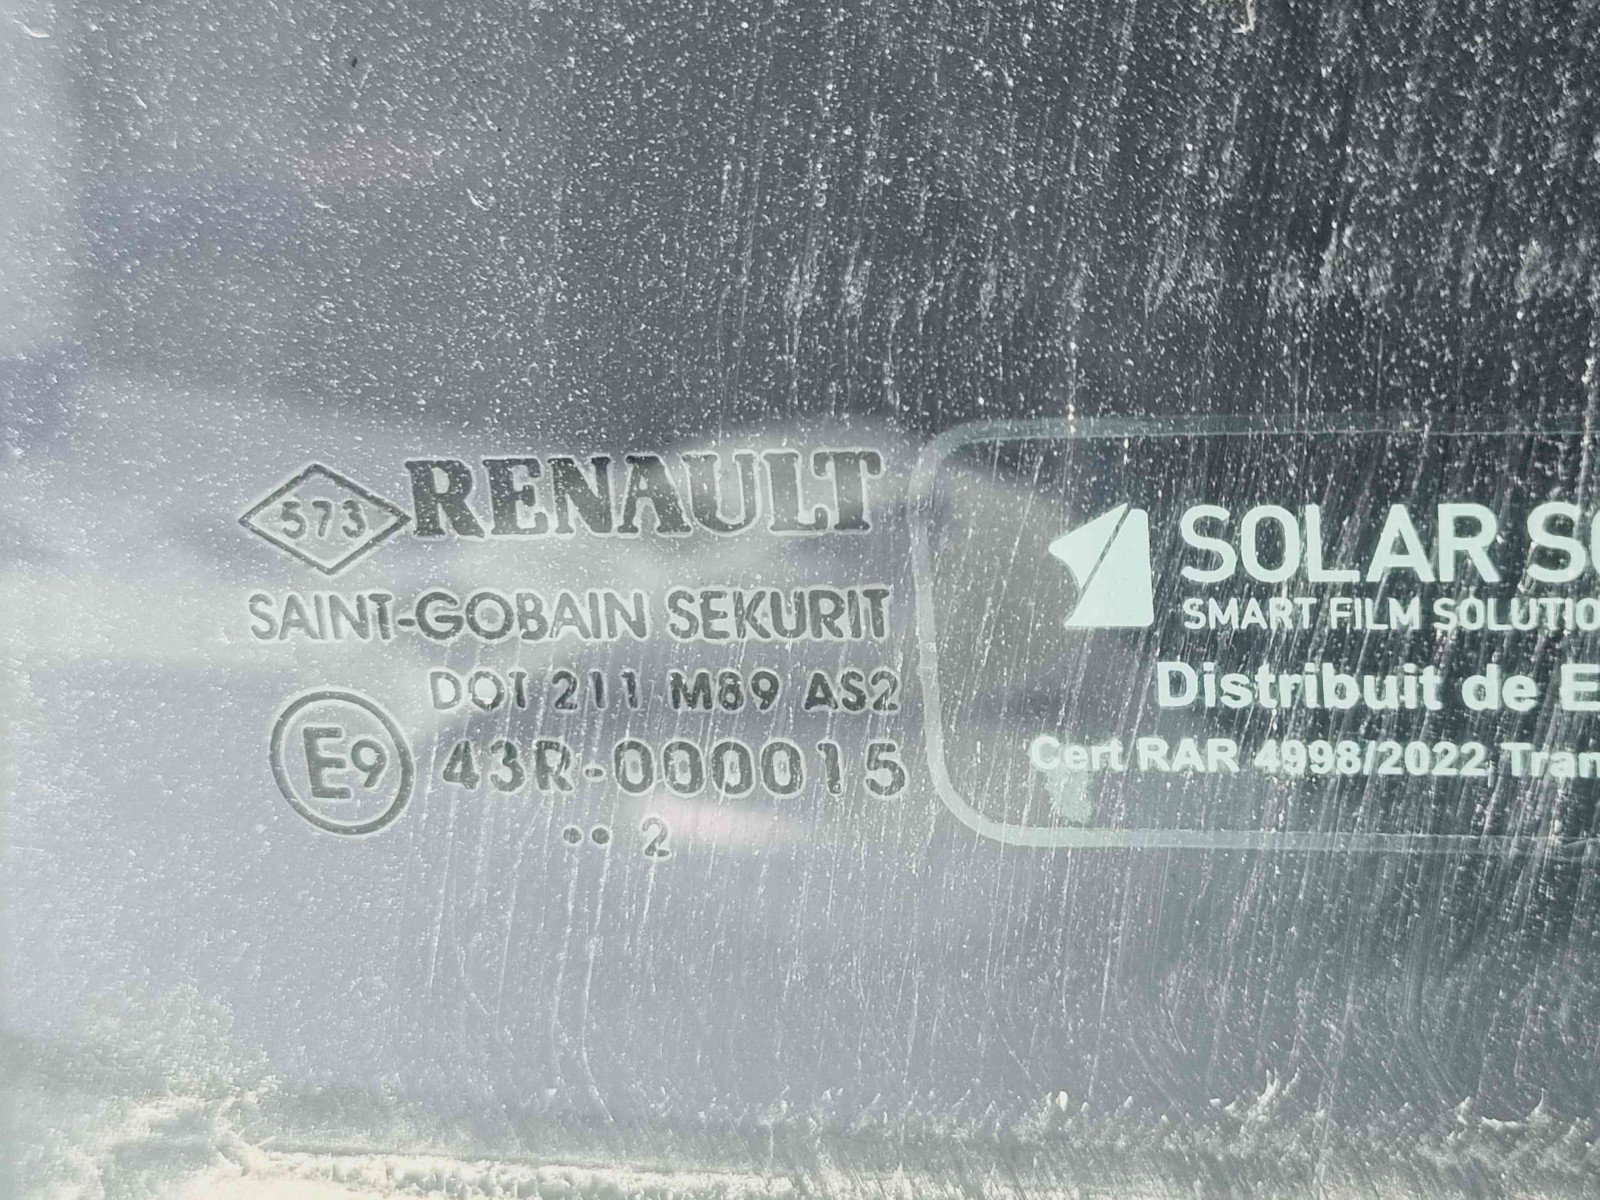 573 RENAULT
SAINT-GOBAIN SEKURIT
DOT 211 M89 AS2
E9 43R-000015
•• 2
SOLAR
SMART FILM
Distribuit de
Cert RAR 4998/2022